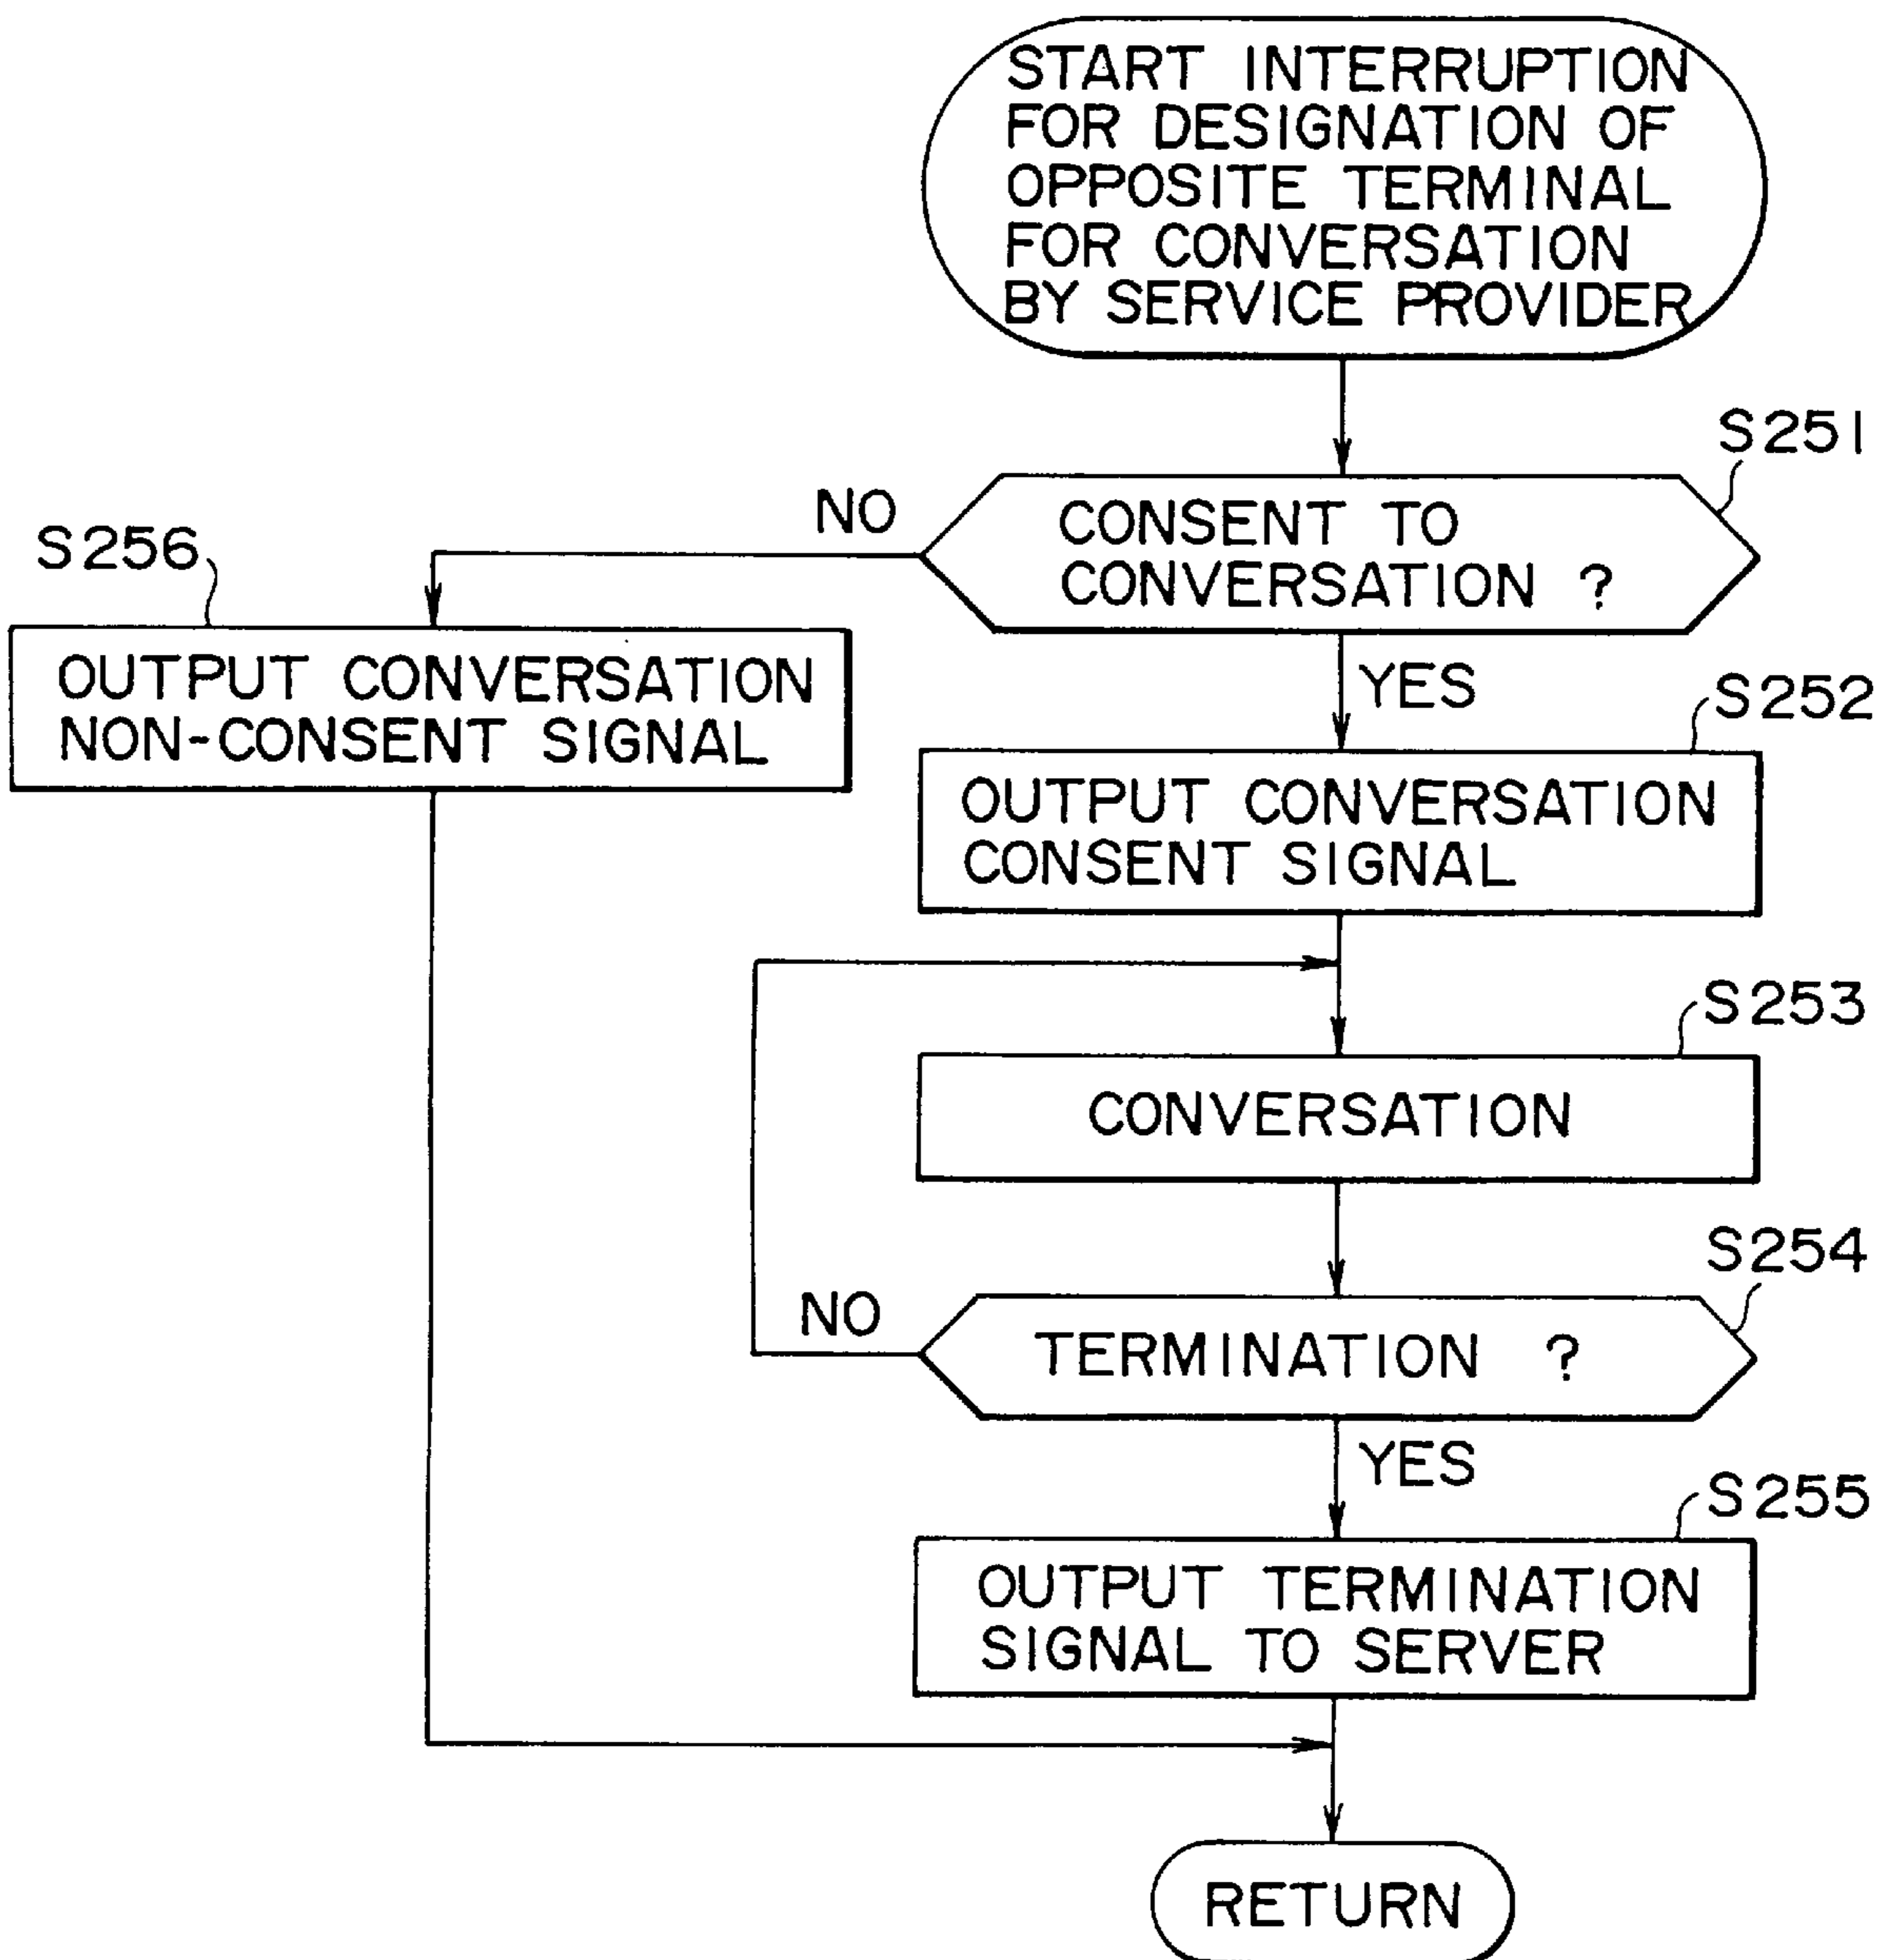 START INTERRUPTION
FOR DESIGNATION OF
OPPOSITE TERMINAL
FOR CONVERSATION
BY SERVICE PROVIDER
S251
NO
CONSENT TO
CONVERSATION ?
S256
OUTPUT CONVERSATION
NON-CONSENT SIGNAL
YES
S252
OUTPUT CONVERSATION
CONSENT SIGNAL
S253
CONVERSATION
S254
NO
TERMINATION ?
YES
S255
OUTPUT TERMINATION
SIGNAL TO SERVER
RETURN